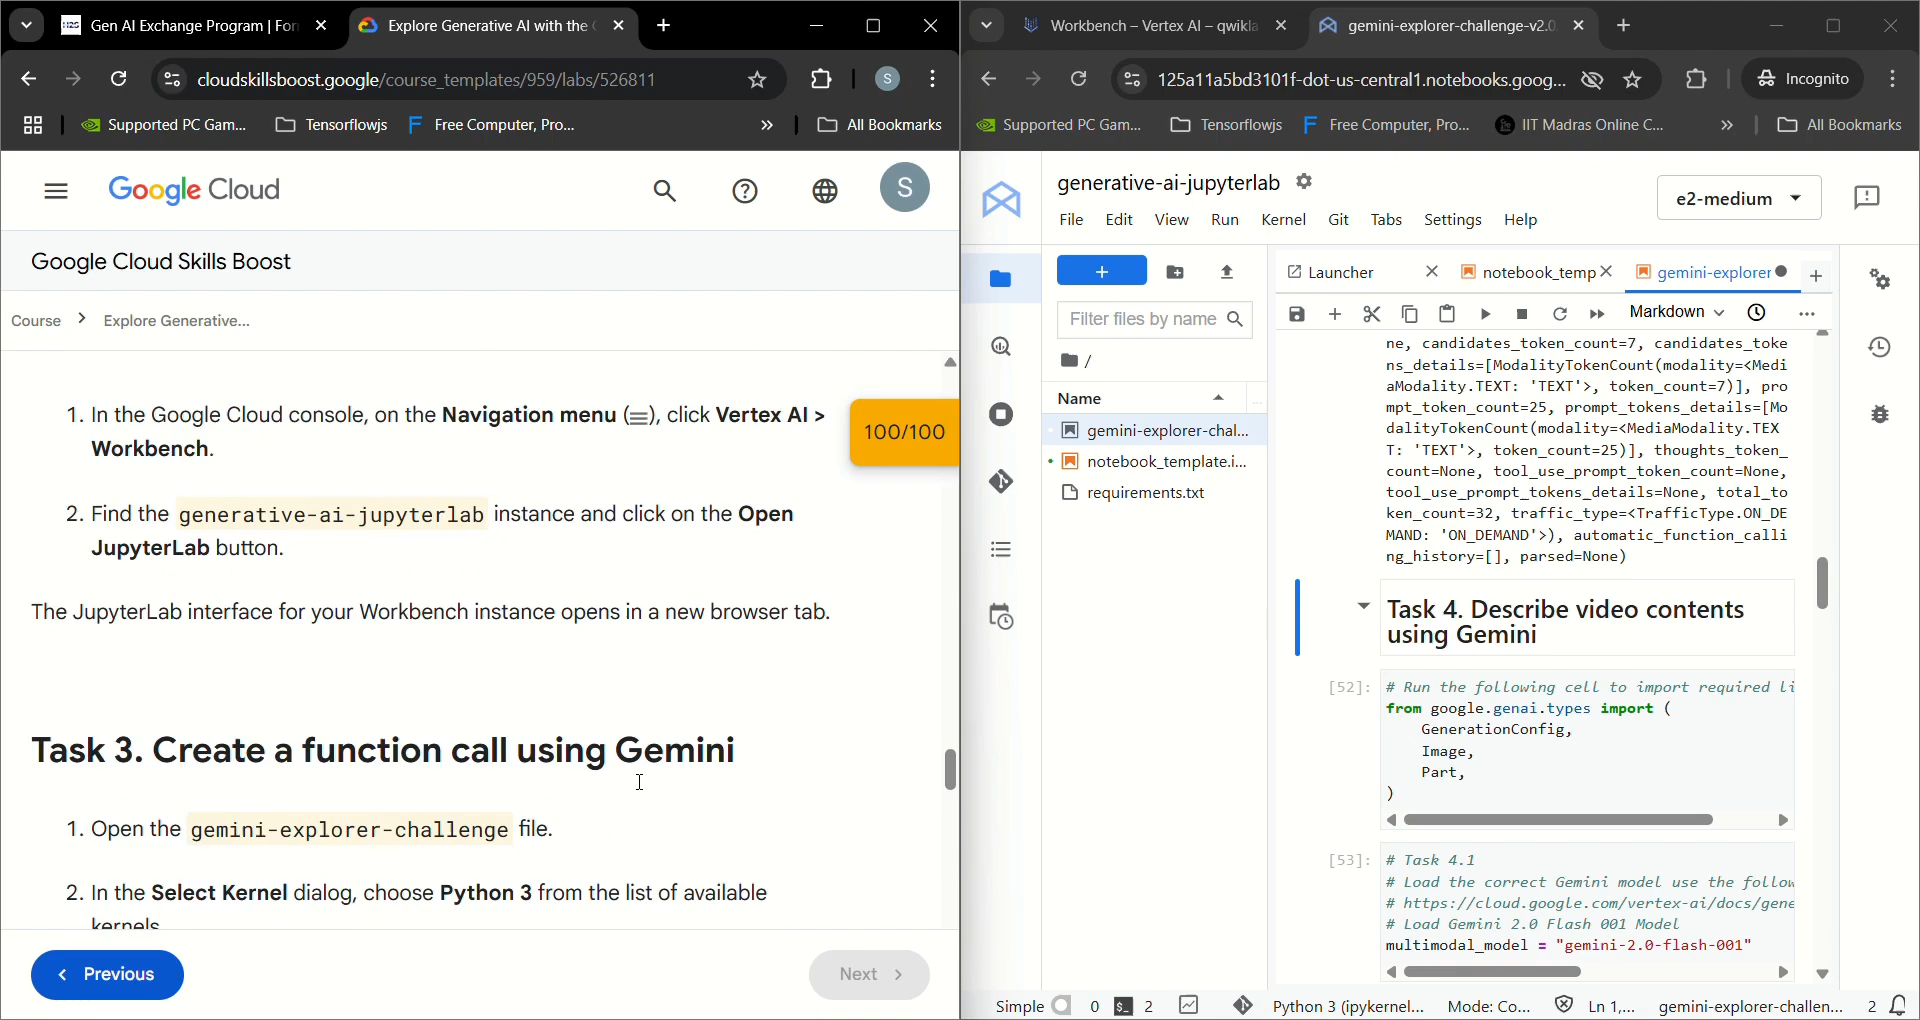 Gen AI Exchange Program | For
Explore Generative AI with the
cloudskillsboost.google/course_templates/959/labs/526811
S
Supported PC Gam...
Tensorflowjs
Free Computer, Pro...
All Bookmarks
Google Cloud
S
Google Cloud Skills Boost
Course
Explore Generative...
1. In the Google Cloud console, on the Navigation menu (≡), click Vertex AI >
Workbench.
100/100
2. Find the generative-ai-jupyterlab instance and click on the Open
JupyterLab button.
The JupyterLab interface for your Workbench instance opens in a new browser tab.
Task 3. Create a function call using Gemini
1. Open the gemini-explorer-challenge file.
2. In the Select Kernel dialog, choose Python 3 from the list of available
kernels
Previous
Next
Workbench – Vertex AI – qwikla
gemini-explorer-challenge-v2.0.
125a11a5bd3101f-dot-us-central1.notebooks.goog...
Incognito
Supported PC Gam...
Tensorflowjs
Free Computer, Pro...
IIT Madras Online C...
All Bookmarks
generative-ai-jupyterlab
e2-medium
File
Edit
View
Run
Kernel
Git
Tabs
Settings
Help
Launcher
notebook_temp
gemini-explorer
Filter files by name
Markdown
/
Name
gemini-explorer-chal...
notebook_template.i...
requirements.txt
ne, candidates_token_count=7, candidates_toke
ns_details=[ModalityTokenCount(modality=<Medi
aModality.TEXT: 'TEXT'>, token_count=7)], pro
mpt_token_count=25, prompt_tokens_details=[Mo
dalityTokenCount(modality=<MediaModality.TEX
T: 'TEXT'>, token_count=25)], thoughts_token_
count=None, tool_use_prompt_token_count=None,
tool_use_prompt_tokens_details=None, total_to
ken_count=32, traffic_type=<TrafficType.ON_DE
MAND: 'ON_DEMAND'>), automatic_function_calli
ng_history=[], parsed=None)
Task 4. Describe video contents
using Gemini
[52]:
# Run the following cell to import required li
from google.genai.types import (
GenerationConfig,
Image,
Part,
)
[53]:
# Task 4.1
# Load the correct Gemini model use the follow
# https://cloud.google.com/vertex-ai/docs/gene
# Load Gemini 2.0 Flash 001 Model
multimodal_model = "gemini-2.0-flash-001"
Simple
0
2
Python 3 (ipykernel...
Mode: Co...
Ln 1,...
gemini-explorer-challen...
2